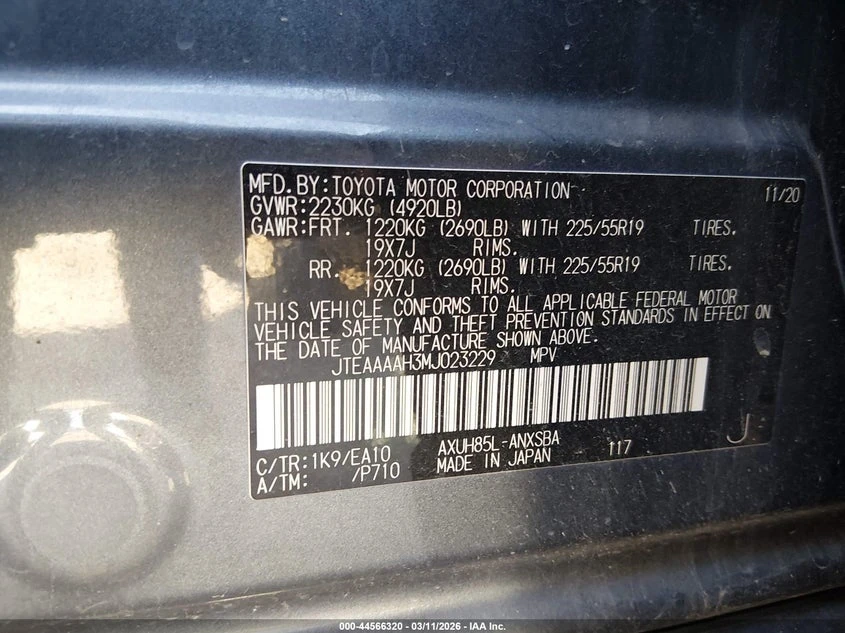 MFD.BY:TOYOTA MOTOR CORPORATION 11/20
GVWR:2230KG (4920LB)
GAWR:FRT. 1220KG (2690LB) WITH 225/55R19 TIRES.
19X7J RIMS.
RR. 1220KG (2690LB) WITH 225/55R19 TIRES.
19X7J RIMS.
THIS VEHICLE CONFORMS TO ALL APPLICABLE FEDERAL MOTOR
VEHICLE SAFETY AND THEFT PREVENTION STANDARDS IN EFFECT ON
THE DATE OF MANUFACTURE SHOWN ABOVE.
JTEAAAAH3MJ023229 MPV
C/TR:1K9/EA10 AXUH85L-ANXSBA 117 J
A/TM: /P710 MADE IN JAPAN
000-44566320 - 03/11/2026 - IAA Inc.